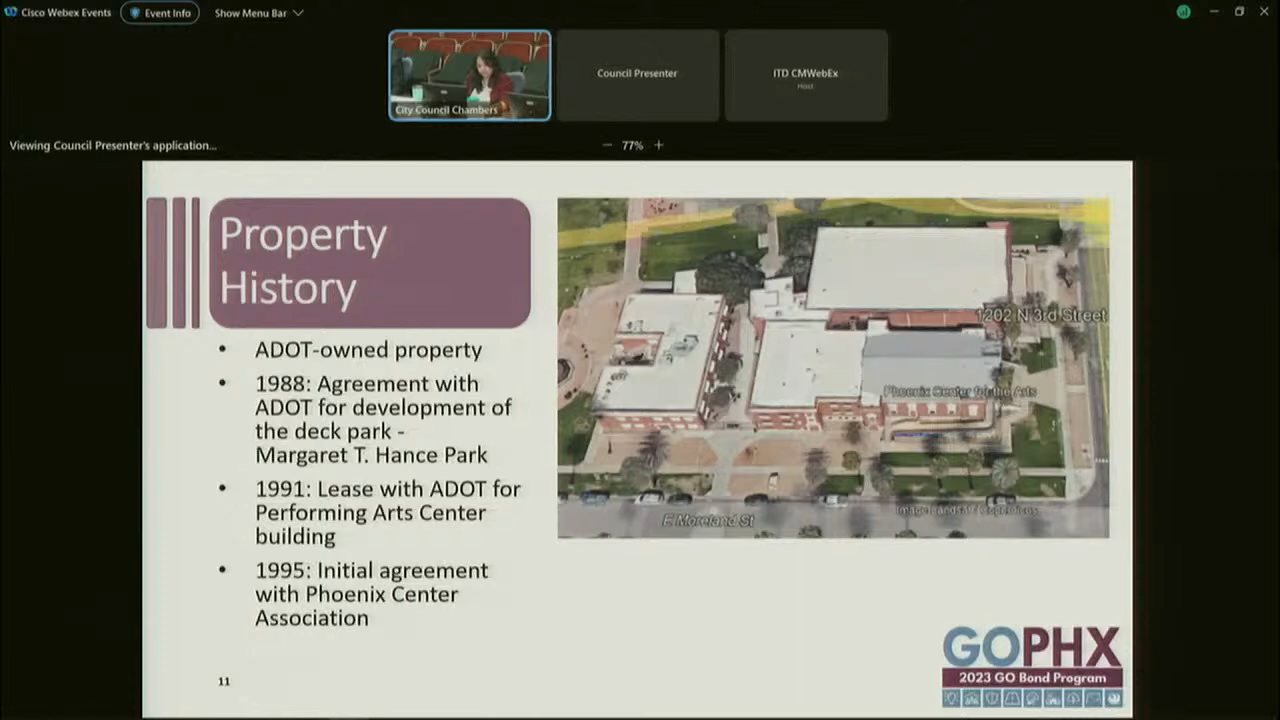 Cisco Webex Events
Event Info
Show Menu Bar
City Council Chambers
Council Presenter
ITD CMWebEx
Host
Viewing Council Presenter's application...
77%
Property
History
• ADOT-owned property
• 1988: Agreement with
ADOT for development of
the deck park -
Margaret T. Hance Park
• 1991: Lease with ADOT for
Performing Arts Center
building
• 1995: Initial agreement
with Phoenix Center
Association
1202 N 3rd Street
Phoenix Center for the Arts
E Moreland St
Image Landsat / Copernicus
11
GOPHX
2023 GO Bond Program